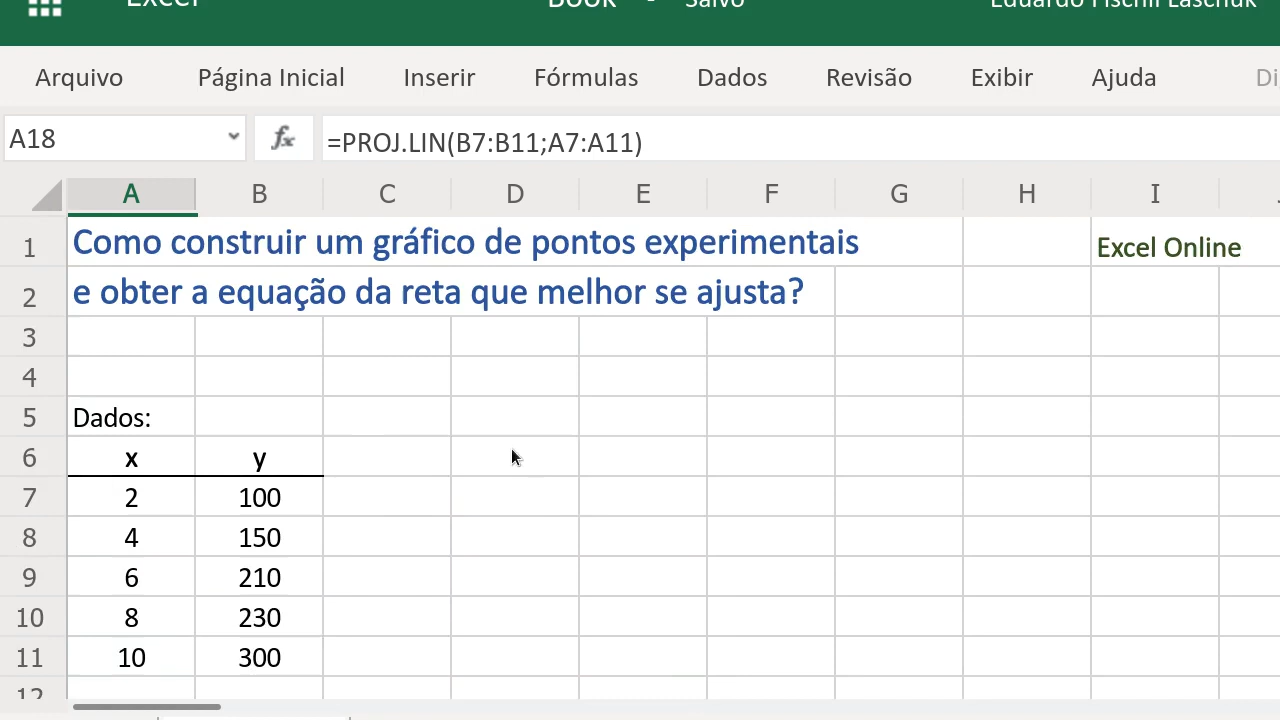 Excel Book - Salvo Eduardo Fischli Laschuk
Arquivo Página Inicial Inserir Fórmulas Dados Revisão Exibir Ajuda Di
A18 fx =PROJ.LIN(B7:B11;A7:A11)
A B C D E F G H I
1 Como construir um gráfico de pontos experimentais Excel Online
2 e obter a equação da reta que melhor se ajusta?
3
4
5 Dados:
6 x y
7 2 100
8 4 150
9 6 210
10 8 230
11 10 300
12